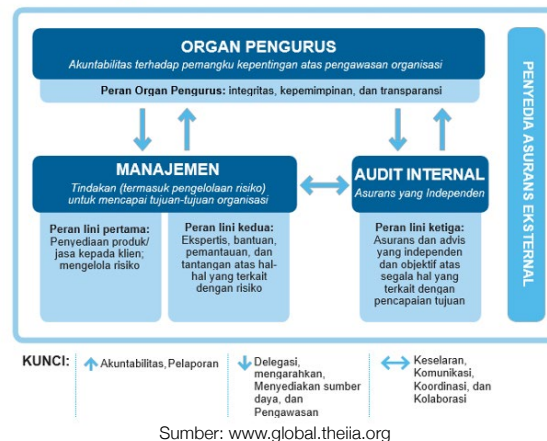 ORGAN PENGURUS
Akuntabilitas terhadap pemangku kepentingan atas pengawasan organisasi
Peran Organ Pengurus: integritas, kepemimpinan, dan transparansi
MANAJEMEN
Tindakan (termasuk pengelolaan risiko)
untuk mencapai tujuan-tujuan organisasi
Peran lini pertama:
Penyediaan produk/
jasa kepada klien;
mengelola risiko
Peran lini kedua:
Ekspertis, bantuan,
pemantauan, dan
tantangan atas hal-
hal yang terkait
dengan risiko
AUDIT INTERNAL
Asurans yang Independen
Peran lini ketiga:
Asurans dan advis
yang independen
dan objektif atas
segala hal yang
terkait dengan
pencapaian tujuan
PENYEDIA ASURANS EKSTERNAL
KUNCI:
Akuntabilitas, Pelaporan
Delegasi,
mengarahkan,
Menyediakan sumber
daya, dan
Pengawasan
Keselaran,
Komunikasi,
Koordinasi, dan
Kolaborasi
Sumber: www.global.theiia.org